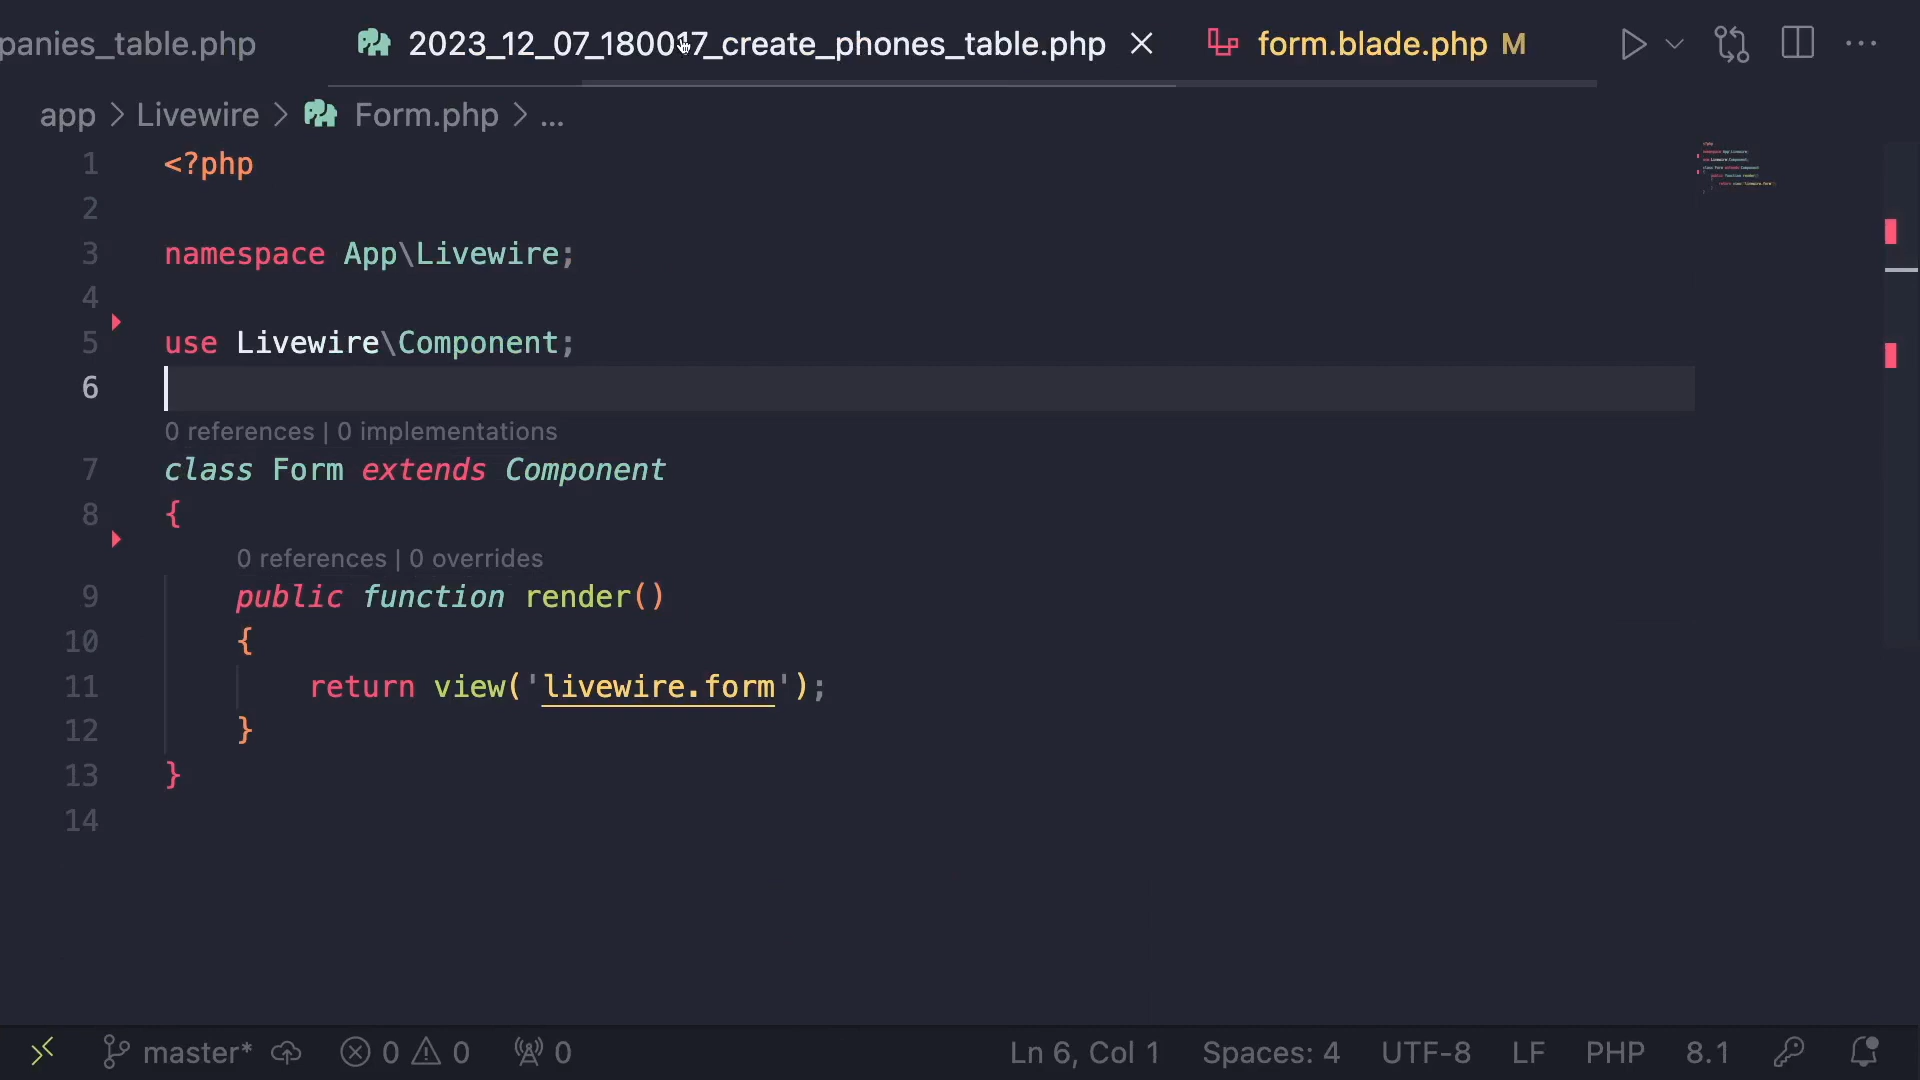 panies_table.php 2023_12_07_180017_create_phones_table.php form.blade.php M
app > Livewire > Form.php > ...
1 <?php
2
3 namespace App\Livewire;
4
5 use Livewire\Component;
6
0 references | 0 implementations
7 class Form extends Component
8 {
0 references | 0 overrides
9 public function render()
10 {
11 return view('livewire.form');
12 }
13 }
14
master* 0 0 0 Ln 6, Col 1 Spaces: 4 UTF-8 LF PHP 8.1